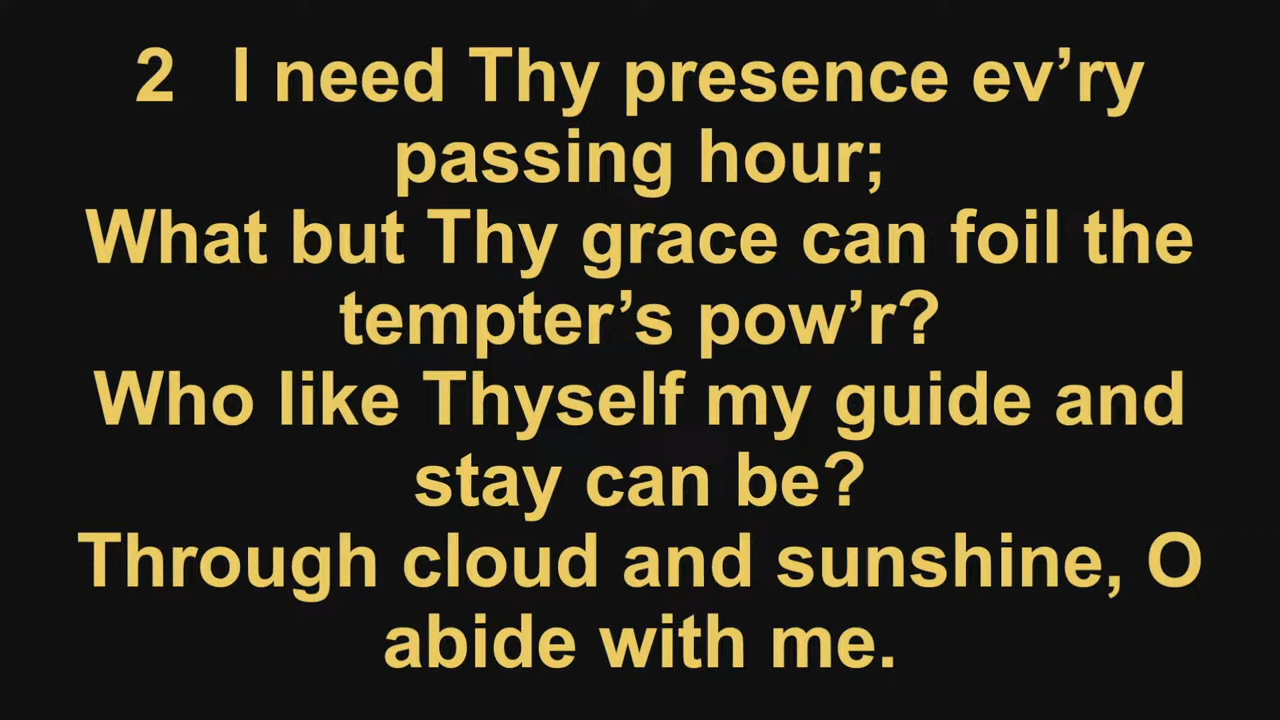 2 I need Thy presence ev’ry
passing hour;
What but Thy grace can foil the
tempter’s pow’r?
Who like Thyself my guide and
stay can be?
Through cloud and sunshine, O
abide with me.